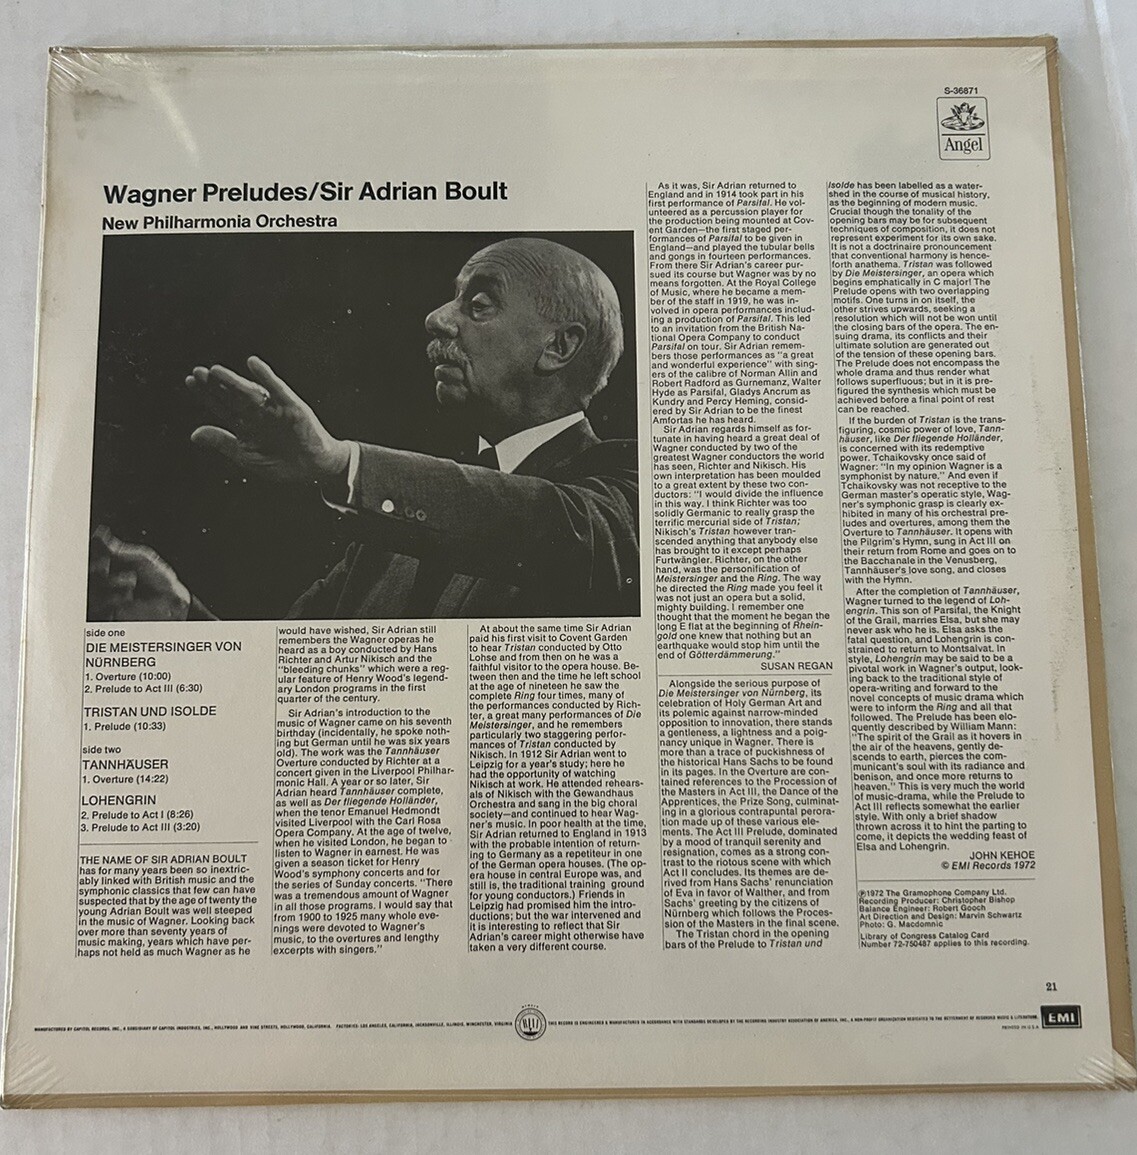 S-36871
Angel
Wagner Preludes/Sir Adrian Boult
New Philharmonia Orchestra
side one
DIE MEISTERSINGER VON
NÜRNBERG
1. Overture (10:00)
2. Prelude to Act III (6:30)
TRISTAN UND ISOLDE
1. Prelude (10:33)
side two
TANNHÄUSER
1. Overture (14:22)
LOHENGRIN
2. Prelude to Act I (8:26)
3. Prelude to Act III (3:20)
THE NAME OF SIR ADRIAN BOULT
has for many years been so inextric-
ably linked with British music and the
symphonic classics that few can have
suspected that by the age of twenty the
young Adrian Boult was well steeped
in the music of Wagner. Looking back
over more than seventy years of
music making, years which have per-
haps not held as much Wagner as he
would have wished, Sir Adrian still
remembers the Wagner operas he
heard as a boy conducted by Hans
Richter and Artur Nikisch and the
"bleeding chunks" which were a reg-
ular feature of Henry Wood's legend-
ary London programs in the first
quarter of the century.
Sir Adrian's introduction to the
music of Wagner came on his seventh
birthday (incidentally, he spoke noth-
ing but German until he was six years
old). The work was the Tannhäuser
Overture conducted by Richter at a
concert given in the Liverpool Philhar-
monic Hall. A year or so later, Sir
Adrian heard Tannhäuser complete,
as well as Der fliegende Holländer,
when the tenor Emanuel Hedmondt
visited Liverpool with the Carl Rosa
Opera Company. At the age of twelve,
when he visited London, he began to
listen to Wagner in earnest. He was
given a season ticket for Henry
Wood's symphony concerts and for
the series of Sunday concerts. "There
was a tremendous amount of Wagner
in all those programs. I would say that
from 1900 to 1925 many whole eve-
nings were devoted to Wagner's
music, to the overtures and lengthy
excerpts with singers."
At about the same time Sir Adrian
paid his first visit to Covent Garden
to hear Tristan conducted by Otto
Lohse and from then on he was a
faithful visitor to the opera house. Be-
tween then and the time he left school
at the age of nineteen he saw the
complete Ring four times, many of
the performances conducted by Rich-
ter, a great many performances of Die
Meistersinger, and he remembers
particularly two staggering perfor-
mances of Tristan conducted by
Nikisch. In 1912 Sir Adrian went to
Leipzig for a year's study; here he
had the opportunity of watching
Nikisch at work. He attended rehears-
als of Nikisch with the Gewandhaus
Orchestra and sang in the big choral
society—and continued to hear Wag-
ner's music. In poor health at the time,
Sir Adrian returned to England in 1913
with the probable intention of return-
ing to Germany as a repetiteur in one
of the German opera houses. (The op-
era house in central Europe was, and
still is, the traditional training ground
for young conductors.) Friends in
Leipzig had promised him the intro-
ductions; but the war intervened and
it is interesting to reflect that Sir
Adrian's career might otherwise have
taken a very different course.
As it was, Sir Adrian returned to
England and in 1914 took part in his
first performance of Parsifal. He vol-
unteered as a percussion player for
the production being mounted at Cov-
ent Garden—the first staged per-
formances of Parsifal to be given in
England—and played the tubular bells
and gongs in fourteen performances.
From there Sir Adrian's career pur-
sued its course but Wagner was by no
means forgotten. At the Royal College
of Music, where he became a mem-
ber of the staff in 1919, he was in-
volved in opera performances includ-
ing a production of Parsifal. This led
to an invitation from the British Na-
tional Opera Company to conduct
Parsifal on tour. Sir Adrian remem-
bers those performances as "a great
and wonderful experience" with sing-
ers of the calibre of Norman Allin and
Robert Radford as Gurnemanz, Walter
Hyde as Parsifal, Gladys Ancrum as
Kundry and Percy Heming, consid-
ered by Sir Adrian to be the finest
Amfortas he has heard.
Sir Adrian regards himself as for-
tunate in having heard a great deal of
Wagner conducted by two of the
greatest Wagner conductors the world
has seen, Richter and Nikisch. His
own interpretation has been moulded
to a great extent by these two con-
ductors: "I would divide the influence
in this way. I think Richter was too
solidly Germanic to really grasp the
terrific mercurial side of Tristan;
Nikisch's Tristan however tran-
scended anything that anybody else
has brought to it except perhaps
Furtwängler. Richter, on the other
hand, was the personification of
Meistersinger and the Ring. The way
he directed the Ring made you feel it
was not just an opera but a solid,
mighty building. I remember one
thought that the moment he began the
long E flat at the beginning of Rhein-
gold one knew that nothing but an
earthquake would stop him until the
end of Götterdämmerung."
SUSAN REGAN
Alongside the serious purpose of
Die Meistersinger von Nürnberg, its
celebration of Holy German Art and
its polemic against narrow-minded
opposition to innovation, there stands
a gentleness, a lightness and a poig-
nancy unique in Wagner. There is
more than a trace of puckishness of
the historical Hans Sachs to be found
in its pages. In the Overture are con-
tained references to the Procession of
the Masters in Act III, the Dance of the
Apprentices, the Prize Song, culminat-
ing in a glorious contrapuntal perora-
tion made up of these various ele-
ments. The Act III Prelude, dominated
by a mood of tranquil serenity and
resignation, comes as a strong con-
trast to the riotous scene with which
Act II concludes. Its themes are de-
rived from Hans Sachs' renunciation
of Eva in favor of Walther, and from
Sachs' greeting by the citizens of
Nürnberg which follows the Proces-
sion of the Masters in the final scene.
The Tristan chord in the opening
bars of the Prelude to Tristan und
Isolde has been labelled as a water-
shed in the course of musical history,
as the beginning of modern music.
Crucial though the tonality of the
opening bars may be for subsequent
techniques of composition, it does not
represent experiment for its own sake.
It is not a doctrinaire pronouncement
that conventional harmony is hence-
forth anathema. Tristan was followed
by Die Meistersinger, an opera which
begins emphatically in C major! The
Prelude opens with two overlapping
motifs. One turns in on itself, the
other strives upwards, seeking a
resolution which will not be won until
the closing bars of the opera. The en-
suing drama, its conflicts and their
ultimate solution are generated out
of the tension of these opening bars.
The Prelude does not encompass the
whole drama and thus render what
follows superfluous; but in it is pre-
figured the synthesis which must be
achieved before a final point of rest
can be reached.
If the burden of Tristan is the trans-
figuring, cosmic power of love, Tann-
häuser, like Der fliegende Holländer,
is concerned with its redemptive
power. Tchaikovsky once said of
Wagner: "In my opinion Wagner is a
symphonist by nature." And even if
Tchaikovsky was not receptive to the
German master's operatic style, Wag-
ner's symphonic grasp is clearly ex-
hibited in many of his orchestral pre-
ludes and overtures, among them the
Overture to Tannhäuser. It opens with
the Pilgrim's Hymn, sung in Act III on
their return from Rome and goes on to
the Bacchanale in the Venusberg,
Tannhäuser's love song, and closes
with the Hymn.
After the completion of Tannhäuser,
Wagner turned to the legend of Loh-
engrin. This son of Parsifal, the Knight
of the Grail, marries Elsa, but she may
never ask who he is. Elsa asks the
fatal question, and Lohengrin is con-
strained to return to Montsalvat. In
style, Lohengrin may be said to be a
pivotal work in Wagner's output, look-
ing back to the traditional style of
opera-writing and forward to the
novel concepts of music drama which
were to inform the Ring and all that
followed. The Prelude has been elo-
quently described by William Mann:
"The spirit of the Grail as it hovers in
the air of the heavens, gently de-
scends to earth, pierces the com-
municant's soul with its radiance and
benison, and once more returns to
heaven." This is very much the world
of music-drama, while the Prelude to
Act III reflects somewhat the earlier
style. With only a brief shadow
thrown across it to hint the parting to
come, it depicts the wedding feast of
Elsa and Lohengrin.
JOHN KEHOE
© EMI Records 1972
℗1972 The Gramophone Company Ltd.
Recording Producer: Christopher Bishop
Balance Engineer: Robert Gooch
Art Direction and Design: Marvin Schwartz
Photo: G. Macdomnic
Library of Congress Catalog Card
Number 72-750487 applies to this recording.
21
MANUFACTURED BY CAPITOL RECORDS, INC., A SUBSIDIARY OF CAPITOL INDUSTRIES, INC., HOLLYWOOD AND VINE STREETS, HOLLYWOOD, CALIFORNIA. FACTORIES: LOS ANGELES, CALIFORNIA, JACKSONVILLE, ILLINOIS, WINCHESTER, VIRGINIA.
THIS RECORD IS ENGINEERED & MANUFACTURED IN ACCORDANCE WITH STANDARDS DEVELOPED BY THE RECORDING INDUSTRY ASSOCIATION OF AMERICA, INC., A NON-PROFIT ORGANIZATION DEDICATED TO THE BETTERMENT OF RECORDED MUSIC & LITERATURE.
EMI
PRINTED IN U.S.A.